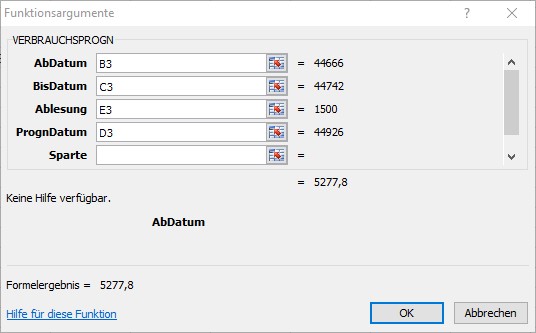 Funktionsargumente ? ×
VERBRAUCHSPROGN
AbDatum B3 = 44666
BisDatum C3 = 44742
Ablesung E3 = 1500
PrognDatum D3 = 44926
Sparte =
= 5277,8
Keine Hilfe verfügbar.
AbDatum
Formelergebnis = 5277,8
Hilfe für diese Funktion OK Abbrechen